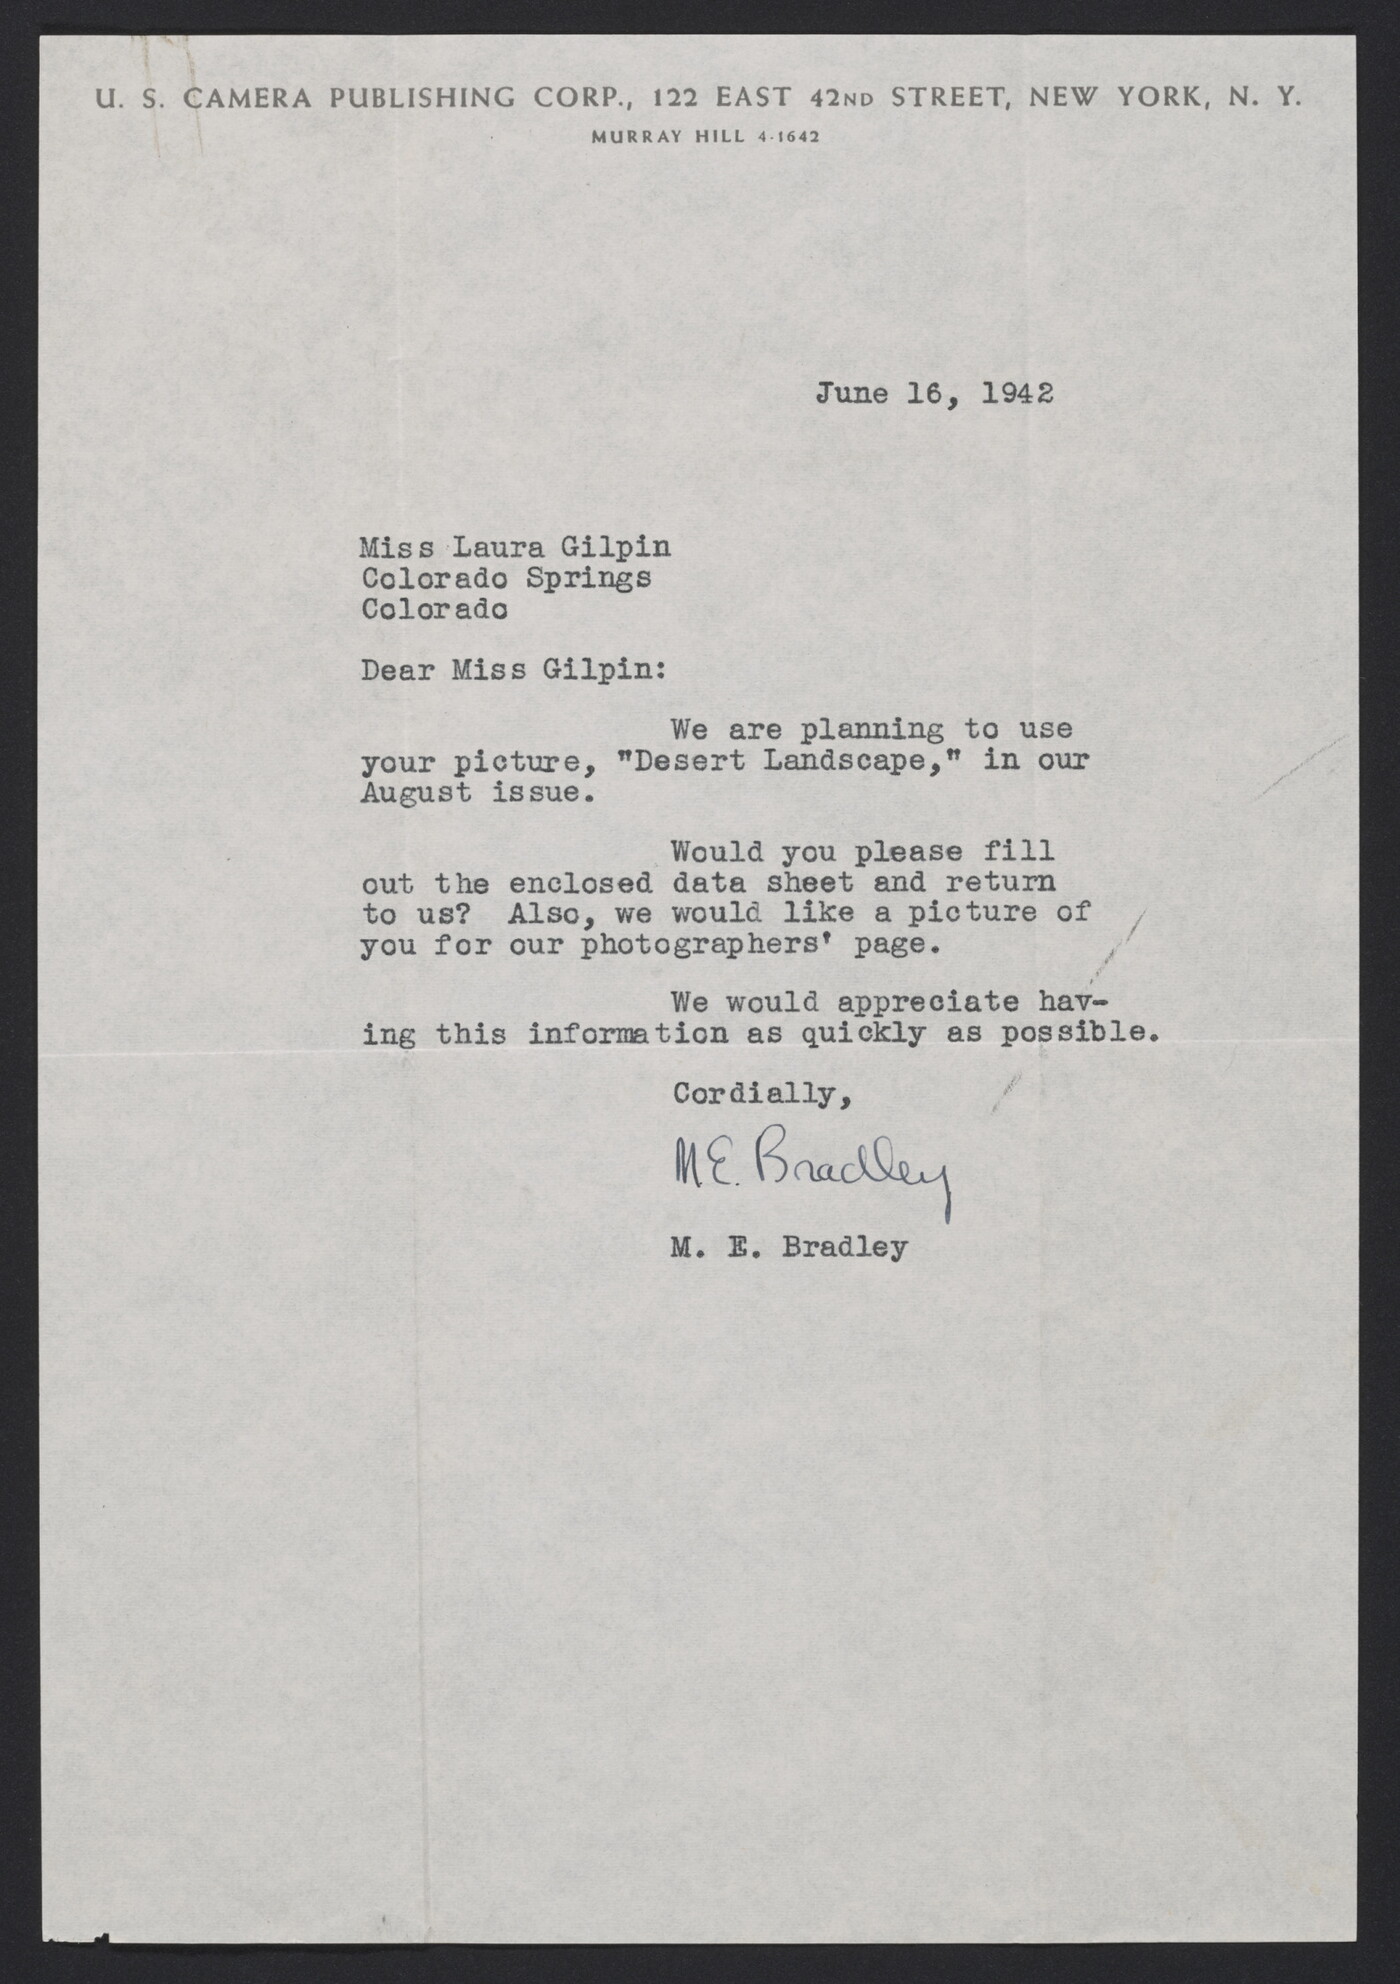 U. S. CAMERA PUBLISHING CORP., 122 EAST 42ND STREET, NEW YORK, N. Y.
MURRAY HILL 4-1642
June 16, 1942
Miss Laura Gilpin
Colorado Springs
Colorado
Dear Miss Gilpin:
We are planning to use
your picture, "Desert Landscape," in our
August issue.
Would you please fill
out the enclosed data sheet and return
to us? Also, we would like a picture of
you for our photographers' page.
We would appreciate hav-
ing this information as quickly as possible.
Cordially,
M.E. Bradley
M. E. Bradley